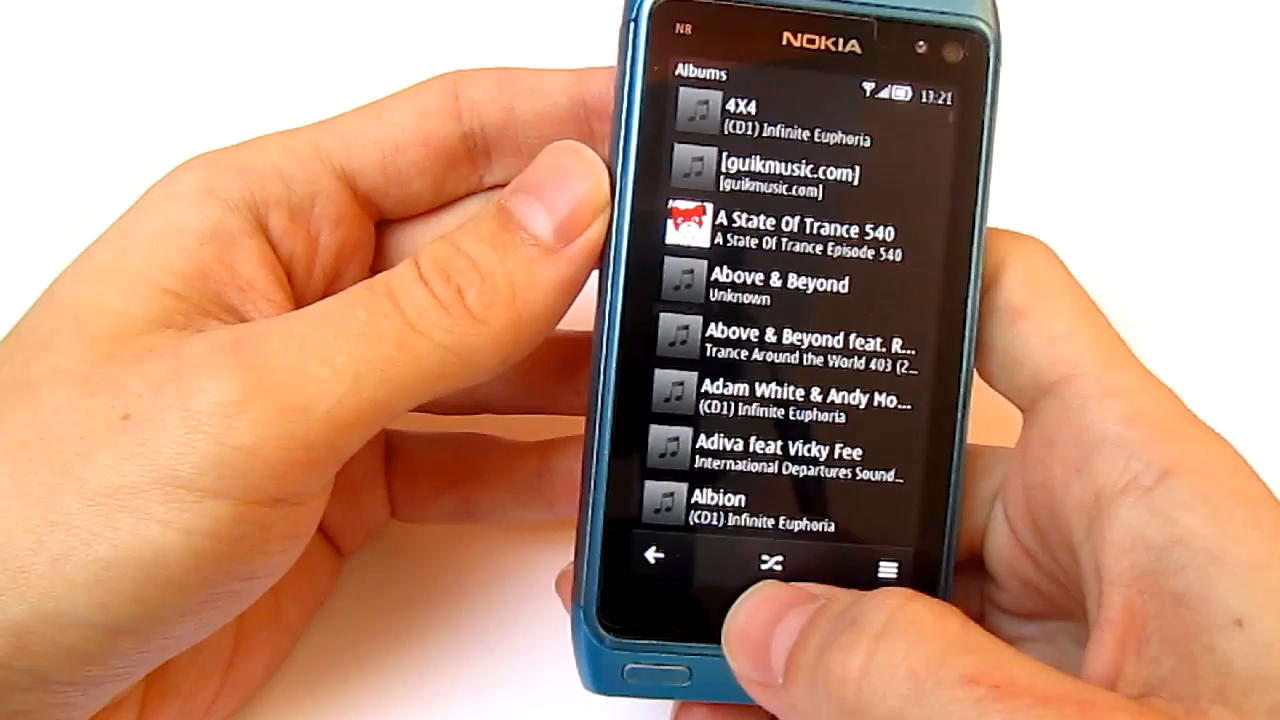 N8
NOKIA
Albums
13:21
4X4
(CD1) Infinite Euphoria
[guikmusic.com]
[guikmusic.com]
A State Of Trance 540
A State Of Trance Episode 540
Above & Beyond
Unknown
Above & Beyond feat. R...
Trance Around the World 403 (2...
Adam White & Andy Mo...
(CD1) Infinite Euphoria
Adiva feat Vicky Fee
International Departures Sound...
Albion
(CD1) Infinite Euphoria